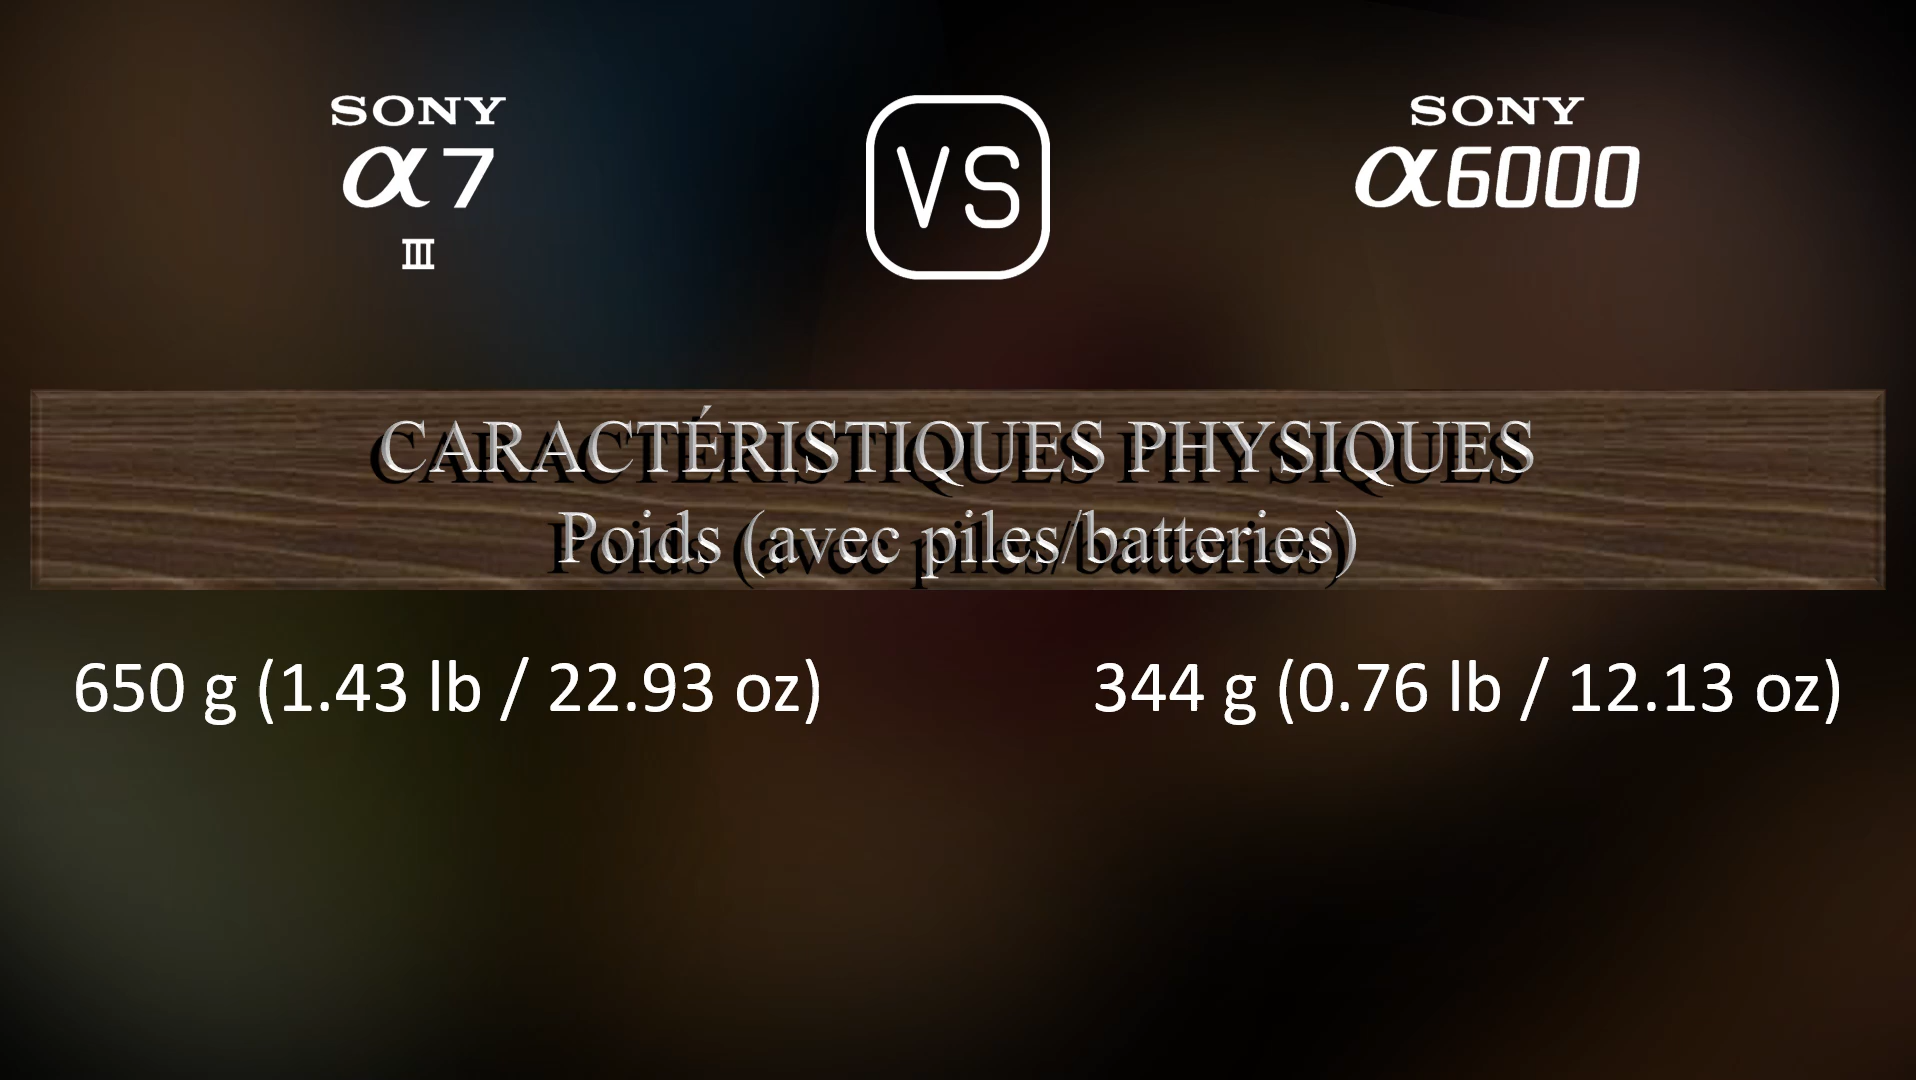 SONY
α7
III
VS
SONY
α6000
CARACTÉRISTIQUES PHYSIQUES
Poids (avec piles/batteries)
650 g (1.43 lb / 22.93 oz)
344 g (0.76 lb / 12.13 oz)